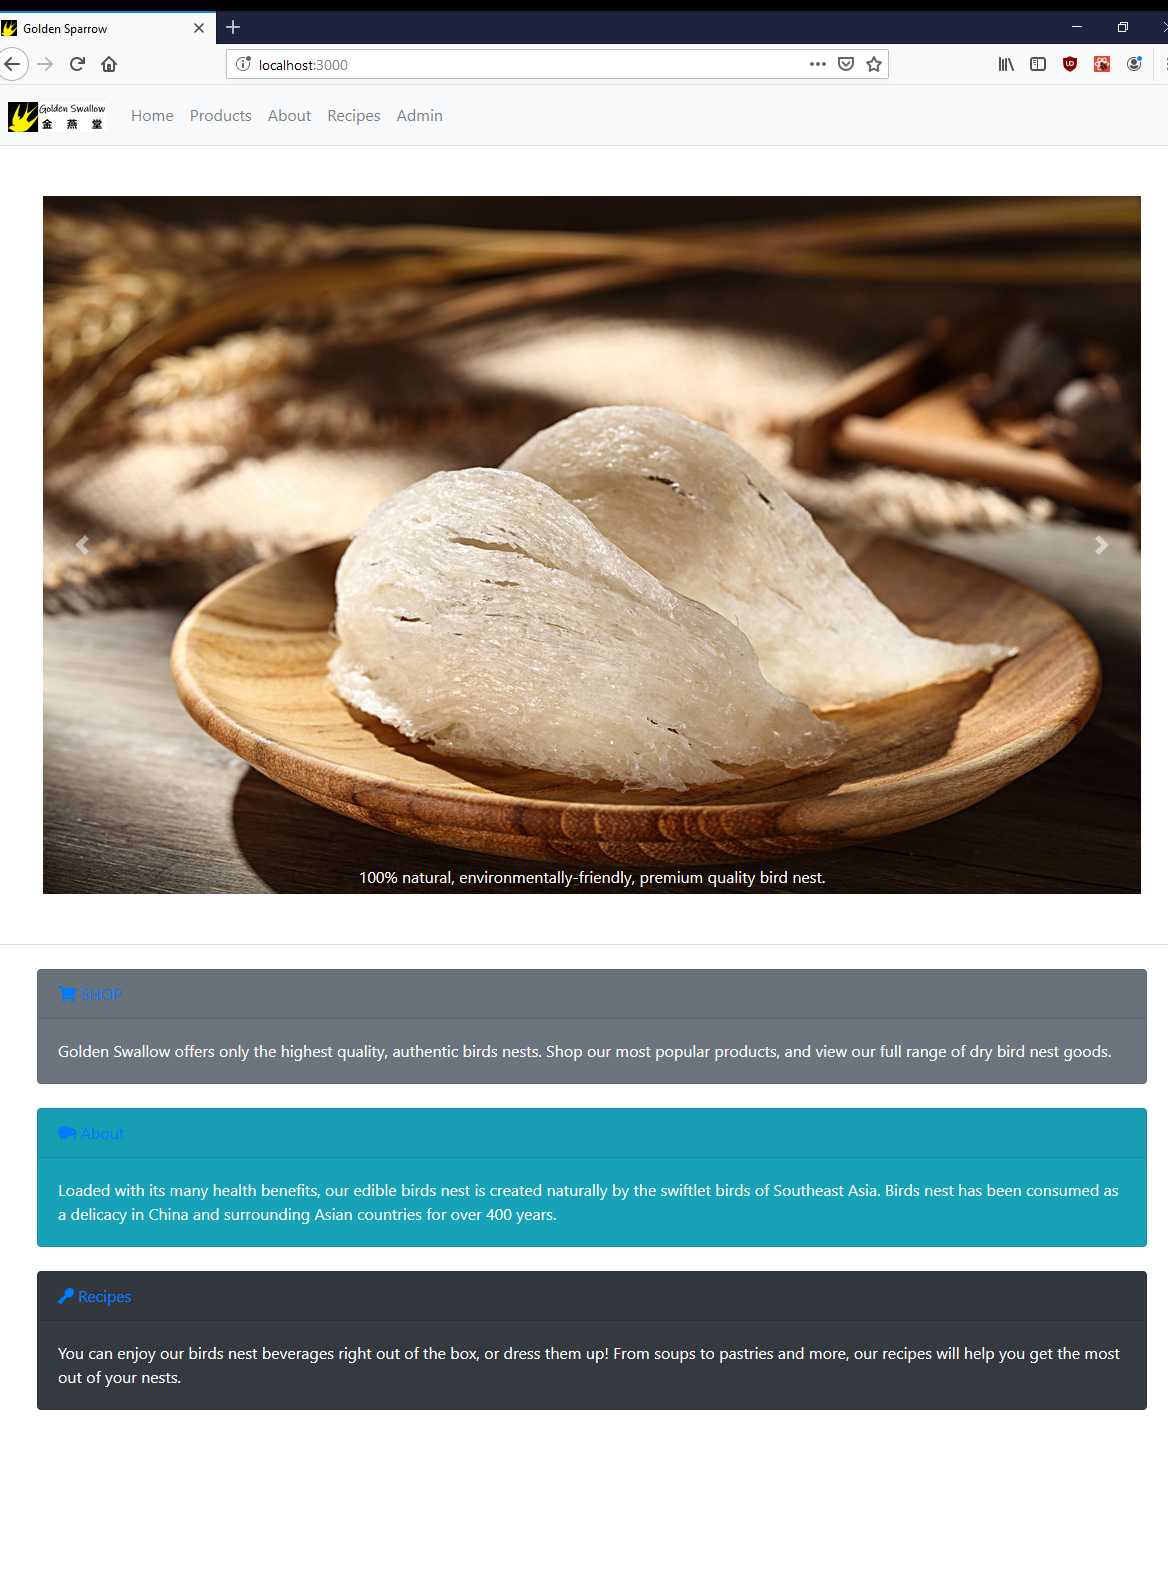 Golden Sparrow
localhost:3000
Golden Swallow
金 燕 堂
Home Products About Recipes Admin
100% natural, environmentally-friendly, premium quality bird nest.
SHOP
Golden Swallow offers only the highest quality, authentic birds nests. Shop our most popular products, and view our full range of dry bird nest goods.
About
Loaded with its many health benefits, our edible birds nest is created naturally by the swiftlet birds of Southeast Asia. Birds nest has been consumed as
a delicacy in China and surrounding Asian countries for over 400 years.
Recipes
You can enjoy our birds nest beverages right out of the box, or dress them up! From soups to pastries and more, our recipes will help you get the most
out of your nests.